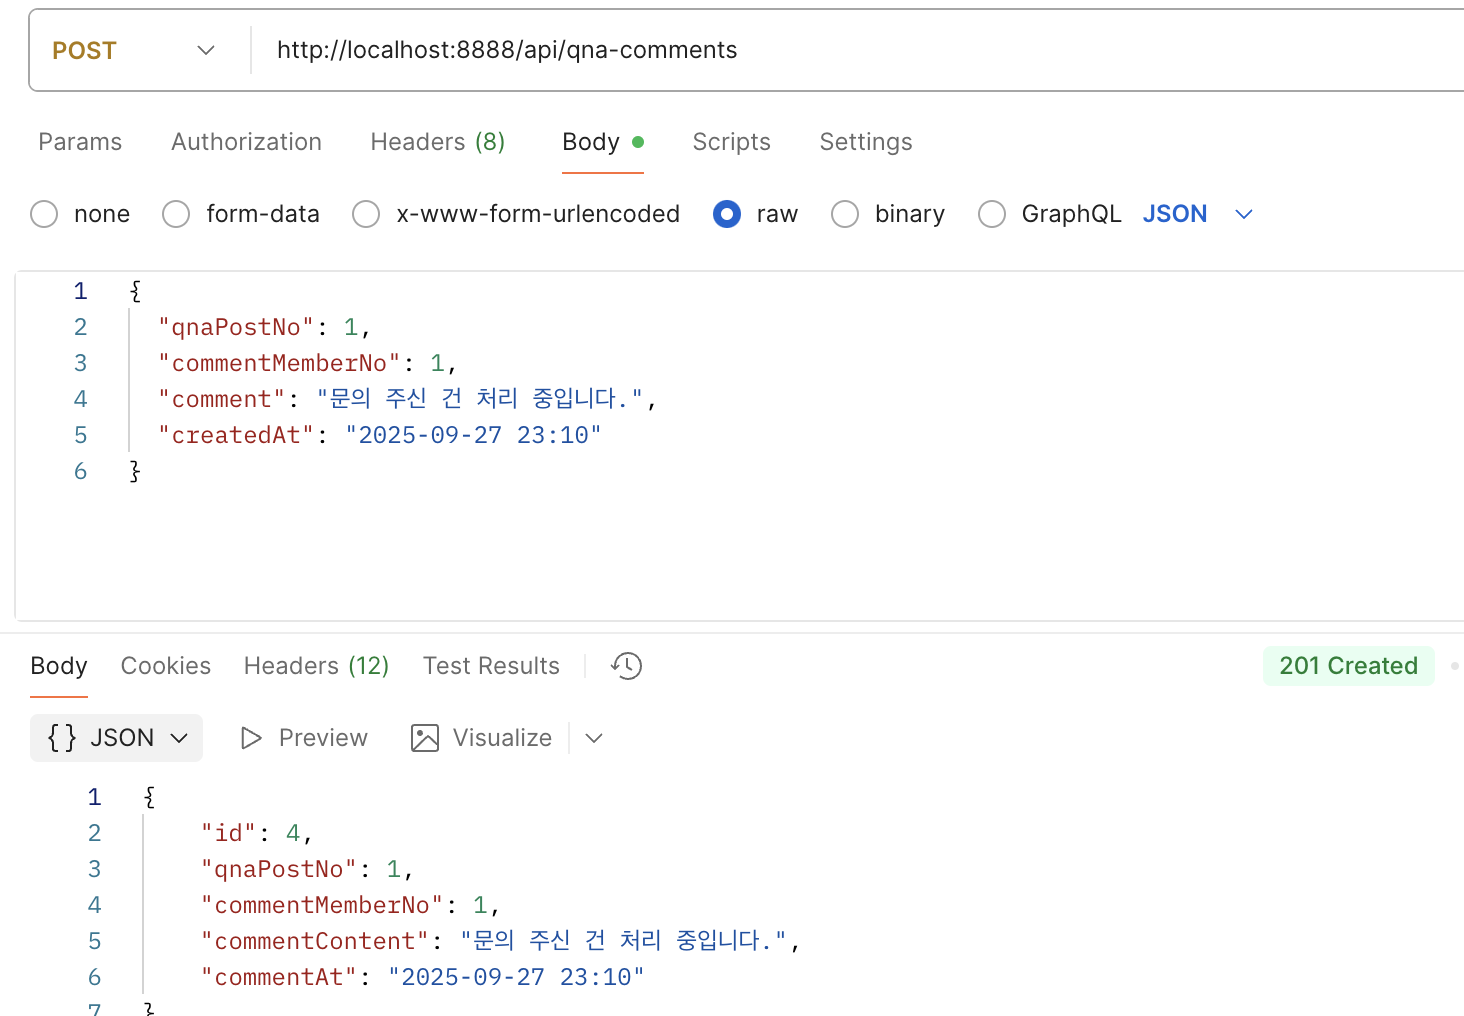 POST http://localhost:8888/api/qna-comments
Params Authorization Headers (8) Body Scripts Settings
none form-data x-www-form-urlencoded raw binary GraphQL JSON
1 {
2 "qnaPostNo": 1,
3 "commentMemberNo": 1,
4 "comment": "문의 주신 건 처리 중입니다.",
5 "createdAt": "2025-09-27 23:10"
6 }
Body Cookies Headers (12) Test Results 201 Created
{} JSON Preview Visualize
1 {
2 "id": 4,
3 "qnaPostNo": 1,
4 "commentMemberNo": 1,
5 "commentContent": "문의 주신 건 처리 중입니다.",
6 "commentAt": "2025-09-27 23:10"
7 }